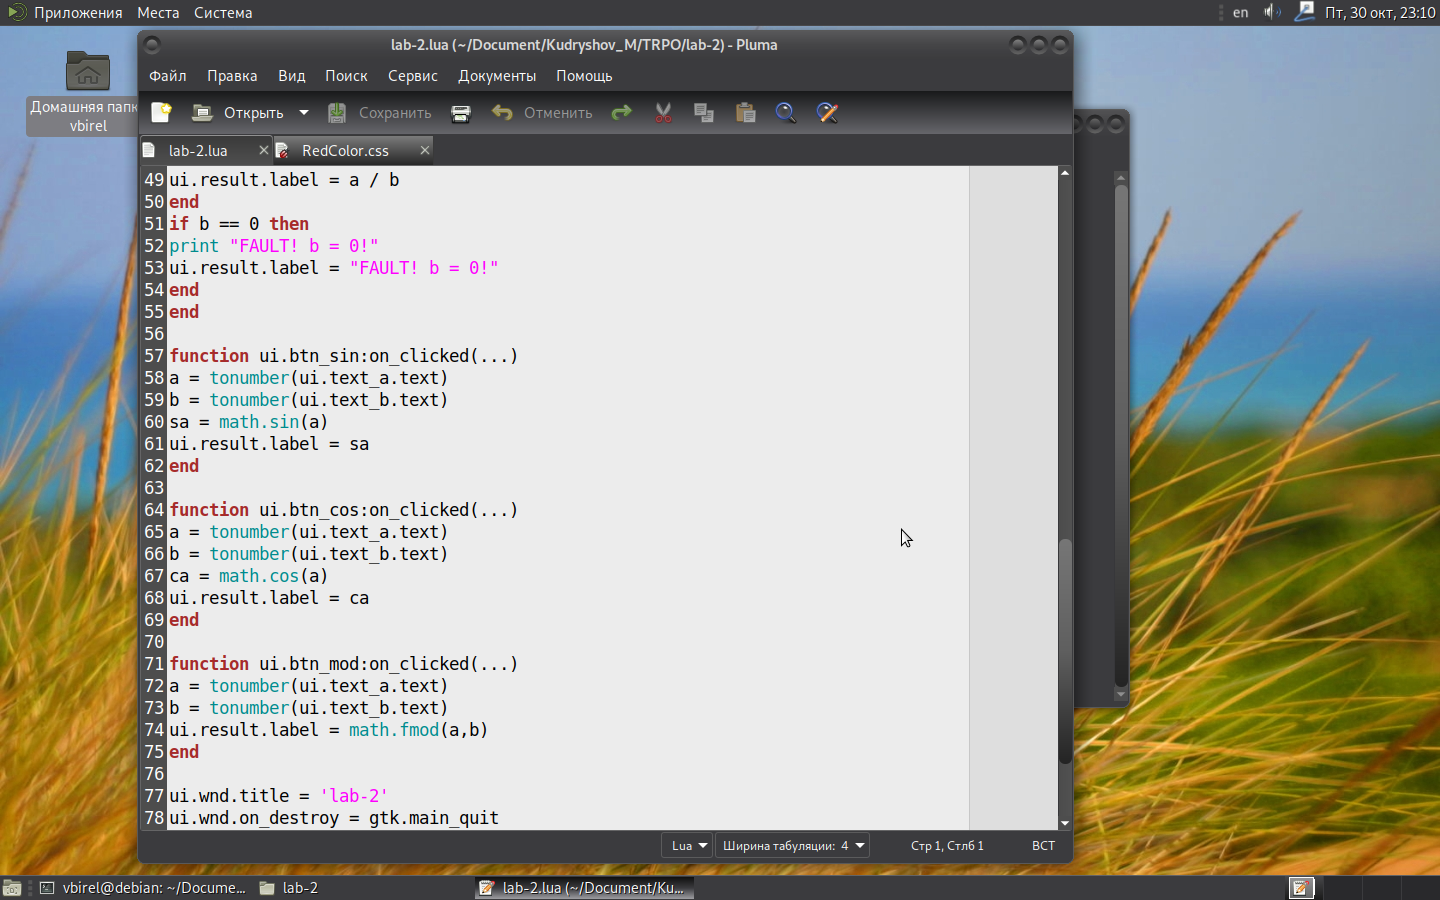 Приложения Места Система
en Пт, 30 окт, 23:10
Домашняя папк
vbirel
lab-2.lua (~/Document/Kudryshov_M/TRPO/lab-2) - Pluma
Файл Правка Вид Поиск Сервис Документы Помощь
Открыть Сохранить Отменить
lab-2.lua RedColor.css
49 ui.result.label = a / b
50 end
51 if b == 0 then
52 print "FAULT! b = 0!"
53 ui.result.label = "FAULT! b = 0!"
54 end
55 end
56
57 function ui.btn_sin:on_clicked(...)
58 a = tonumber(ui.text_a.text)
59 b = tonumber(ui.text_b.text)
60 sa = math.sin(a)
61 ui.result.label = sa
62 end
63
64 function ui.btn_cos:on_clicked(...)
65 a = tonumber(ui.text_a.text)
66 b = tonumber(ui.text_b.text)
67 ca = math.cos(a)
68 ui.result.label = ca
69 end
70
71 function ui.btn_mod:on_clicked(...)
72 a = tonumber(ui.text_a.text)
73 b = tonumber(ui.text_b.text)
74 ui.result.label = math.fmod(a,b)
75 end
76
77 ui.wnd.title = 'lab-2'
78 ui.wnd.on_destroy = gtk.main_quit
Lua Ширина табуляции: 4 Стр 1, Стлб 1 ВСТ
vbirel@debian: ~/Docume... lab-2 lab-2.lua (~/Document/Ku...